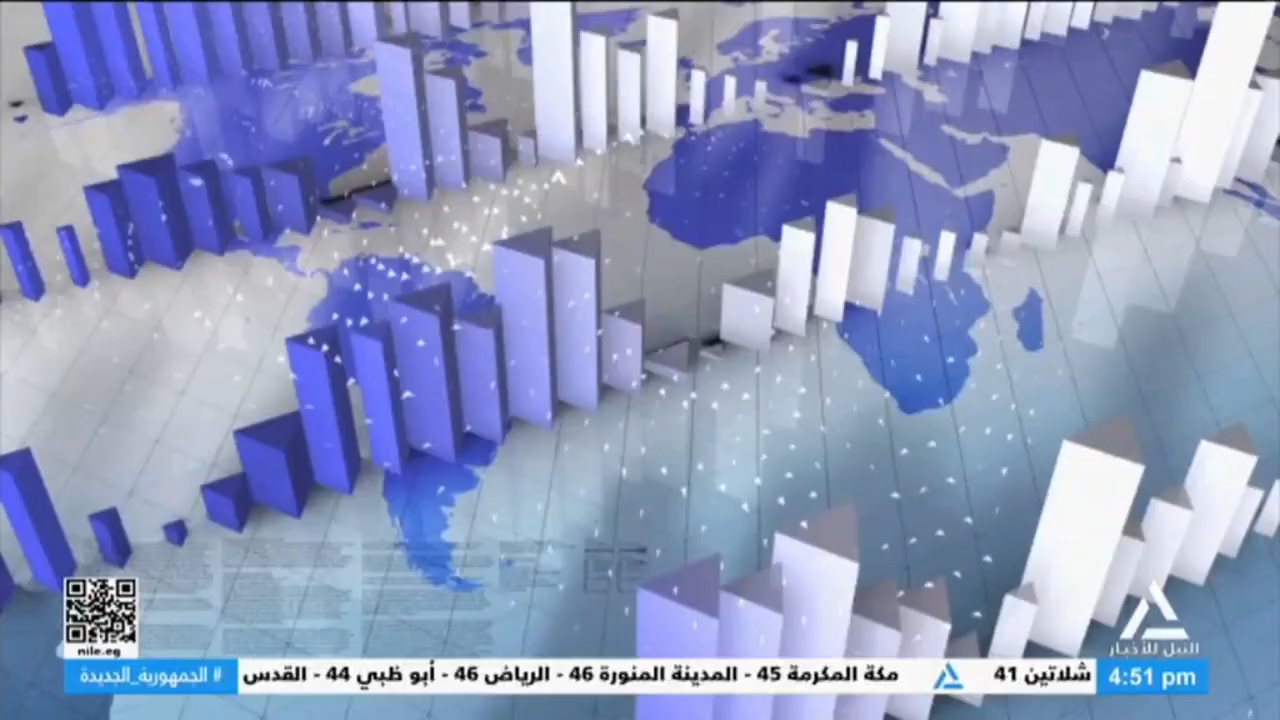 nile.eg
النيل للأخبار
# الجمهورية_الجديدة
شلاتين 41
مكة المكرمة 45 - المدينة المنورة 46 - الرياض 46 - أبو ظبي 44 - القدس
4:51 pm